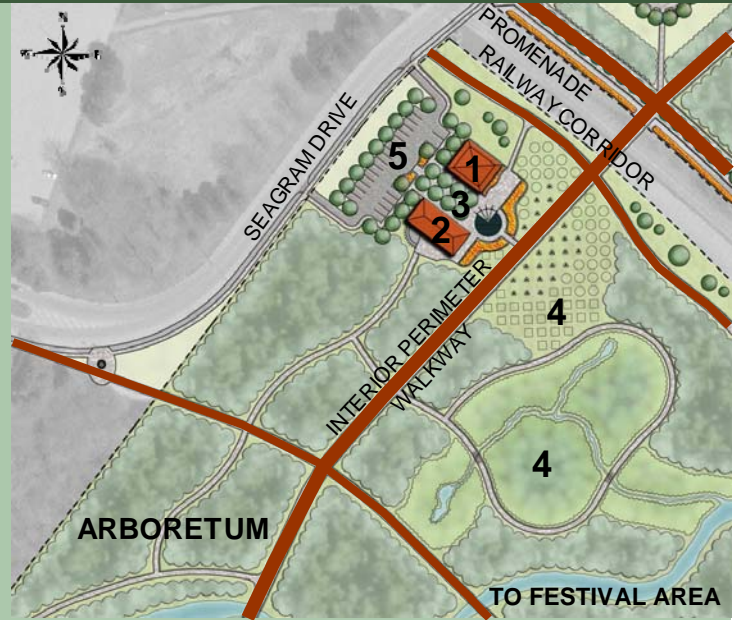 PROMENADE
RAILWAY CORRIDOR
SEAGRAM DRIVE
5
1
3
2
4
INTERIOR PERIMETER
WALKWAY
4
ARBORETUM
TO FESTIVAL AREA